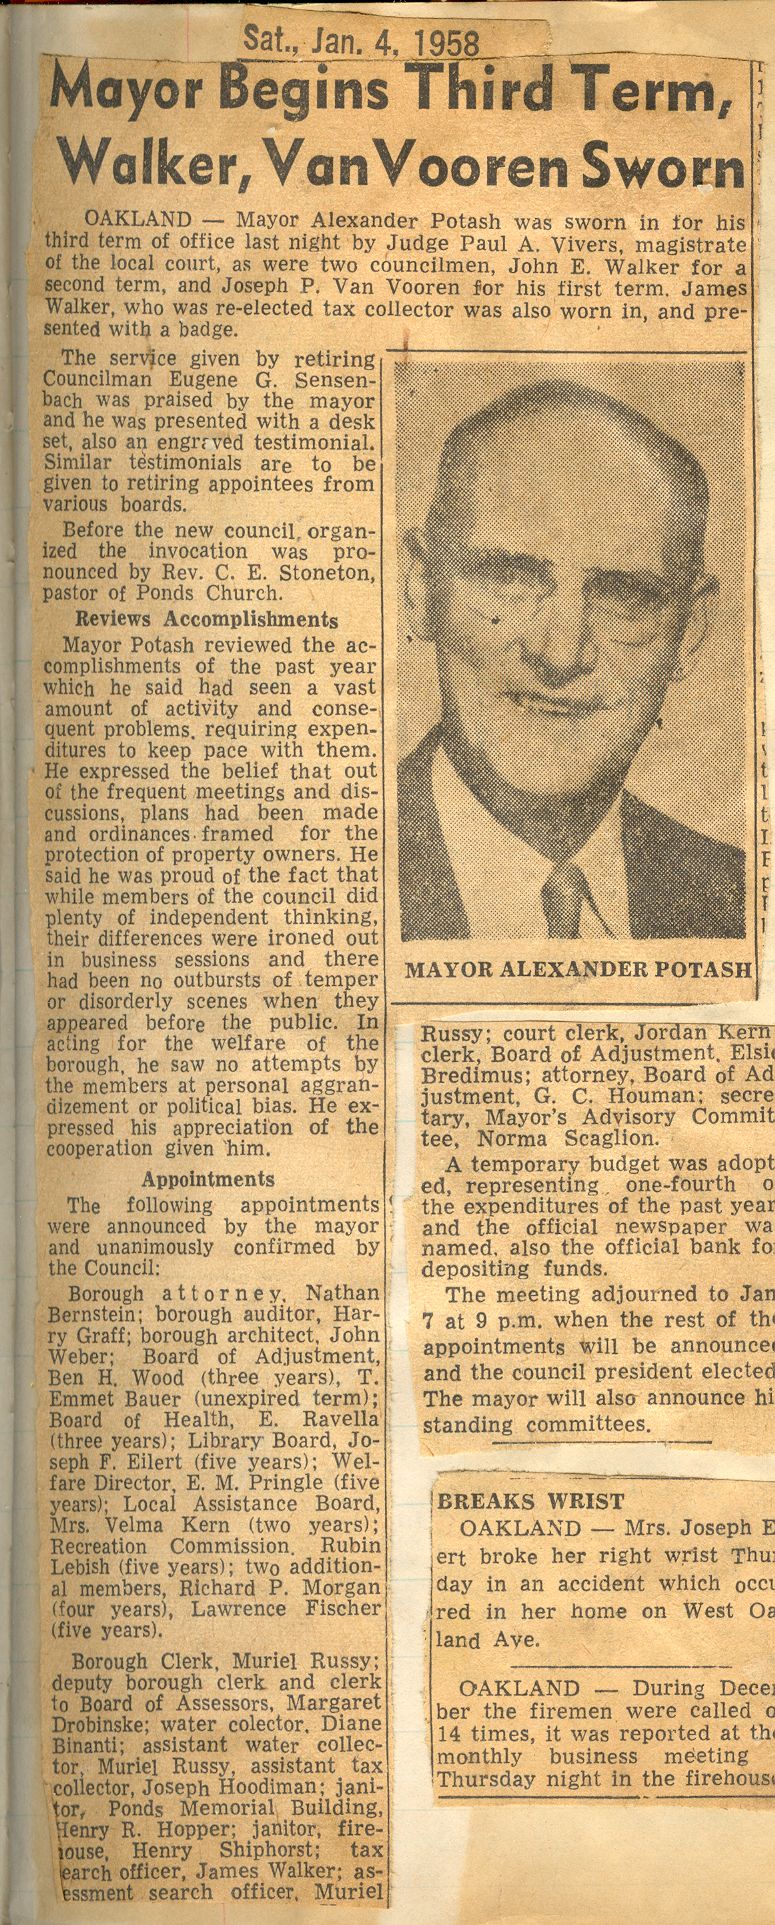 Sat., Jan. 4, 1958
Mayor Begins Third Term,
Walker, Van Vooren Sworn
OAKLAND — Mayor Alexander Potash was sworn in for his
third term of office last night by Judge Paul A. Vivers, magistrate
of the local court, as were two councilmen, John E. Walker for a
second term, and Joseph P. Van Vooren for his first term. James
Walker, who was re-elected tax collector was also worn in, and pre-
sented with a badge.
The service given by retiring
Councilman Eugene G. Sensen-
bach was praised by the mayor
and he was presented with a desk
set, also an engrrved testimonial.
Similar testimonials are to be
given to retiring appointees from
various boards.
Before the new council organ-
ized the invocation was pro-
nounced by Rev. C. E. Stoneton,
pastor of Ponds Church.
Reviews Accomplishments
Mayor Potash reviewed the ac-
complishments of the past year
which he said had seen a vast
amount of activity and conse-
quent problems, requiring expen-
ditures to keep pace with them.
He expressed the belief that out
of the frequent meetings and dis-
cussions, plans had been made
and ordinances framed for the
protection of property owners. He
said he was proud of the fact that
while members of the council did
plenty of independent thinking,
their differences were ironed out
in business sessions and there
had been no outbursts of temper
or disorderly scenes when they
appeared before the public. In
acting for the welfare of the
borough, he saw no attempts by
the members at personal aggran-
dizement or political bias. He ex-
pressed his appreciation of the
cooperation given him.
Appointments
The following appointments
were announced by the mayor
and unanimously confirmed by
the Council:
Borough attorney, Nathan
Bernstein; borough auditor, Har-
ry Graff; borough architect, John
Weber; Board of Adjustment,
Ben H. Wood (three years), T.
Emmet Bauer (unexpired term);
Board of Health, E. Ravella
(three years); Library Board, Jo-
seph F. Eilert (five years); Wel-
fare Director, E. M. Pringle (five
years); Local Assistance Board,
Mrs. Velma Kern (two years);
Recreation Commission, Rubin
Lebish (five years); two addition-
al members, Richard P. Morgan
(four years), Lawrence Fischer
(five years).
Borough Clerk, Muriel Russy;
deputy borough clerk and clerk
to Board of Assessors, Margaret
Drobinske; water colector, Diane
Binanti; assistant water collec-
tor, Muriel Russy, assistant tax
collector, Joseph Hoodiman; jani-
tor, Ponds Memorial Building,
Henry R. Hopper; janitor, fire-
house, Henry Shiphorst; tax
search officer, James Walker; as-
sessment search officer, Muriel
MAYOR ALEXANDER POTASH
Russy; court clerk, Jordan Kern
clerk, Board of Adjustment, Elsi
Bredimus; attorney, Board of Ad
justment, G. C. Houman; secre
tary, Mayor's Advisory Commit
tee, Norma Scaglion.
A temporary budget was adopt
ed, representing one-fourth o
the expenditures of the past year
and the official newspaper wa
named, also the official bank fo
depositing funds.
The meeting adjourned to Jan
7 at 9 p.m. when the rest of th
appointments will be announce
and the council president elected
The mayor will also announce hi
standing committees.
BREAKS WRIST
OAKLAND — Mrs. Joseph E
ert broke her right wrist Thu
day in an accident which occu
red in her home on West Oa
land Ave.
OAKLAND — During Dece
ber the firemen were called o
14 times, it was reported at the
monthly business meeting
Thursday night in the firehouse